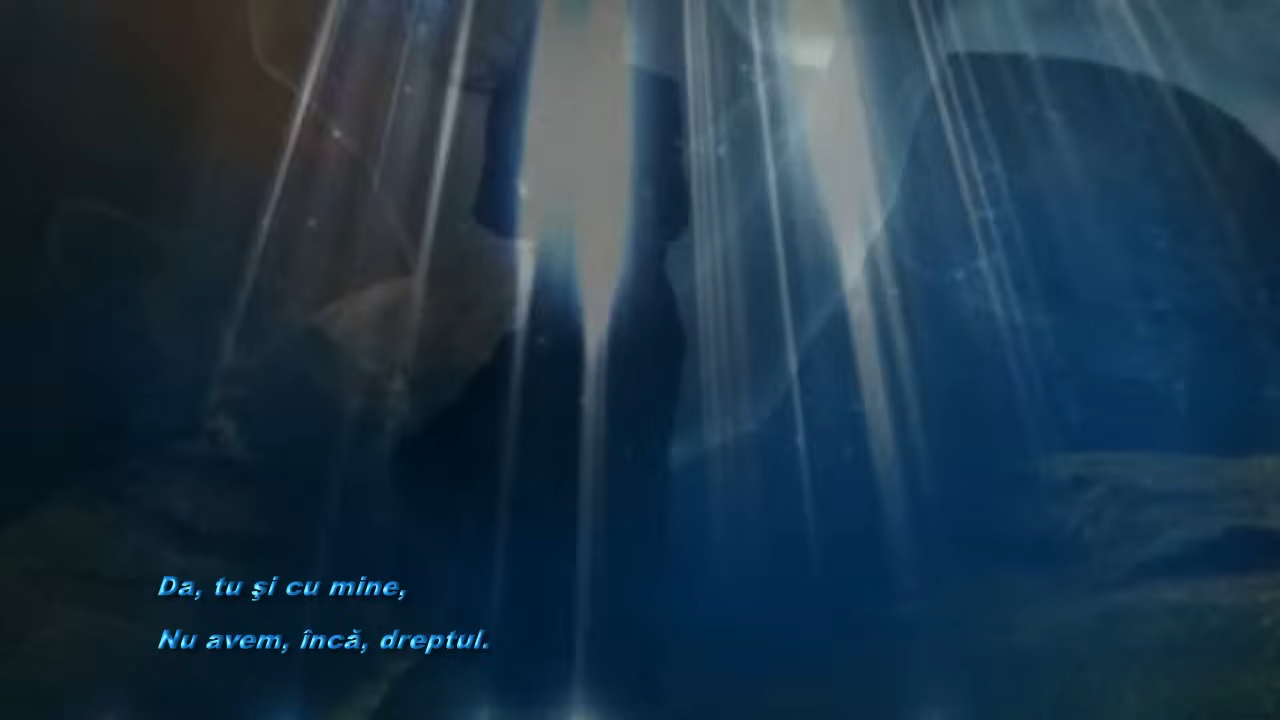 Da, tu şi cu mine,
Nu avem, încă, dreptul.